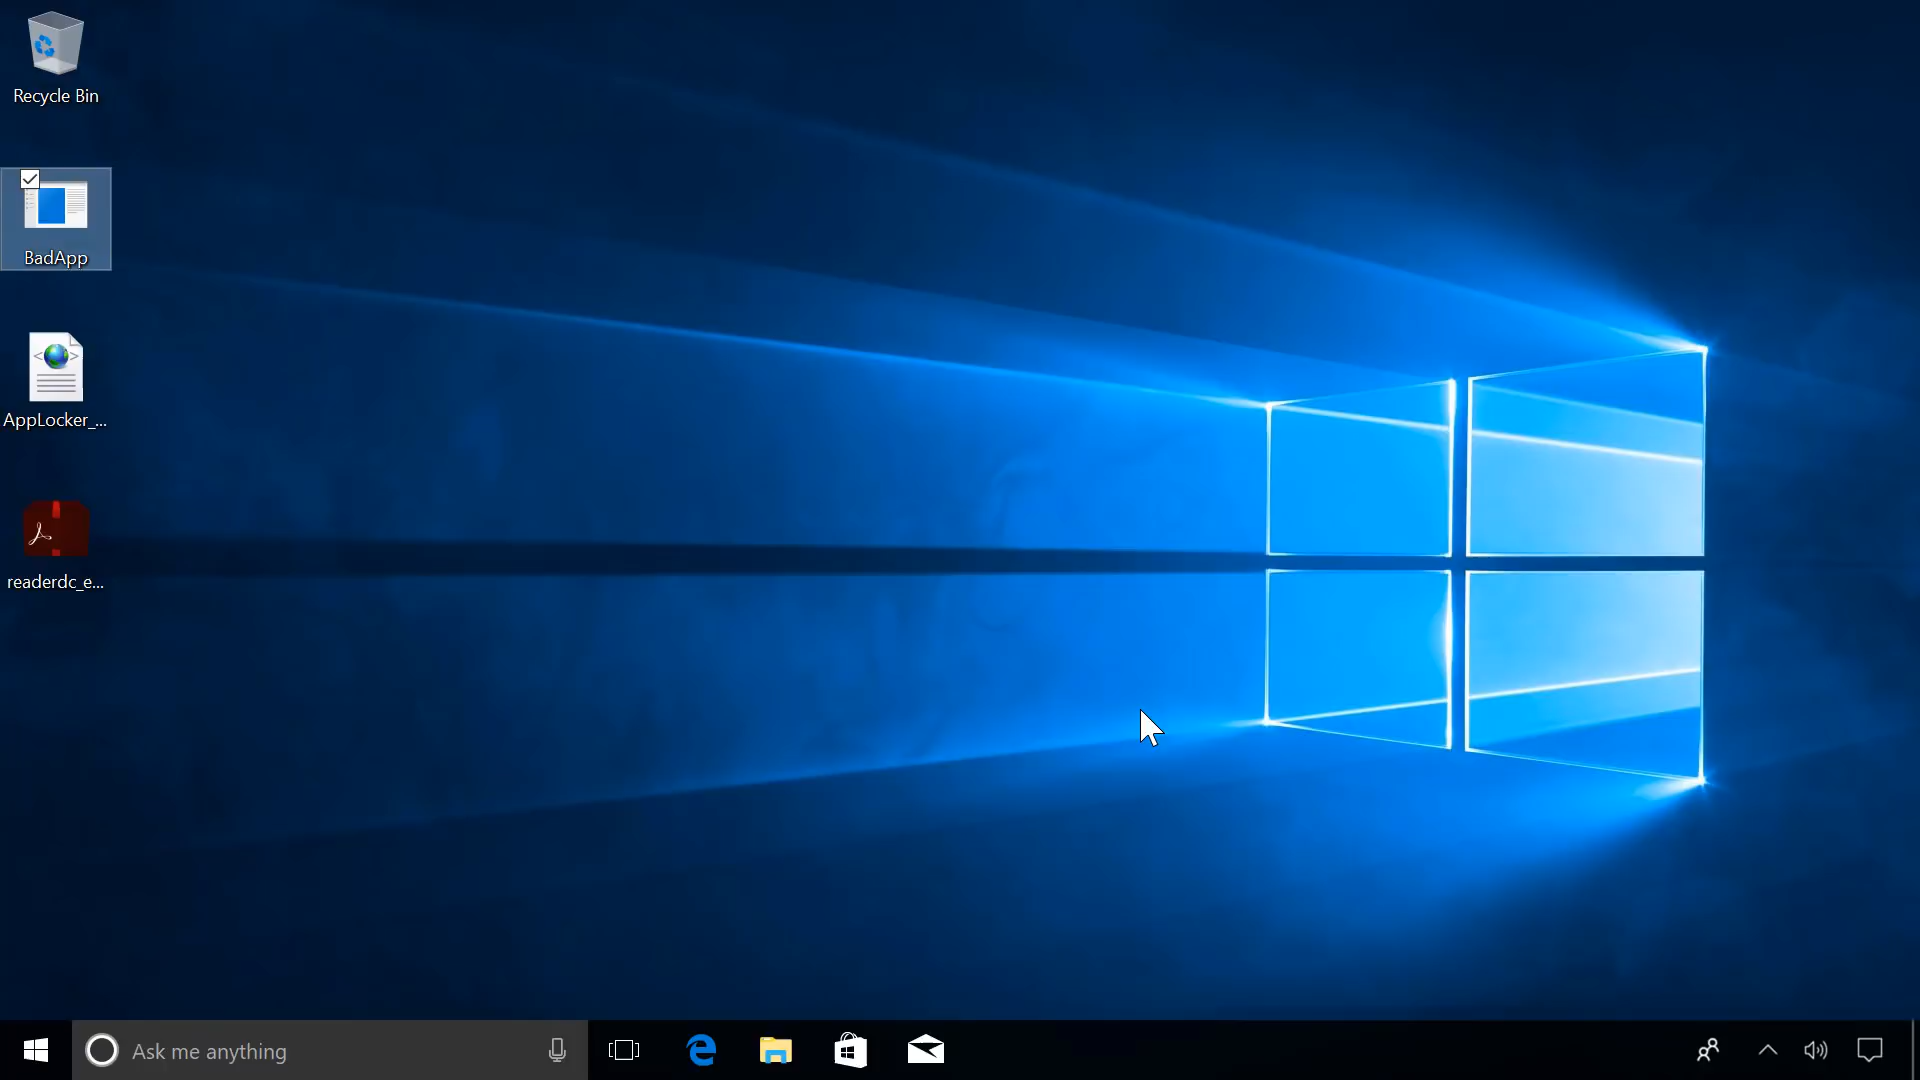 Recycle Bin
BadApp
AppLocker_...
readerdc_e...
Ask me anything